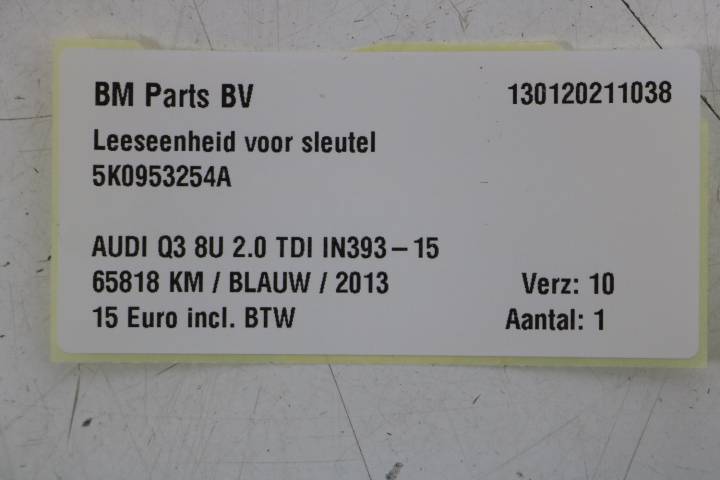 BM Parts BV 130120211038
Leeseenheid voor sleutel
5K0953254A
AUDI Q3 8U 2.0 TDI IN393-15
65818 KM / BLAUW / 2013 Verz: 10
15 Euro incl. BTW Aantal: 1